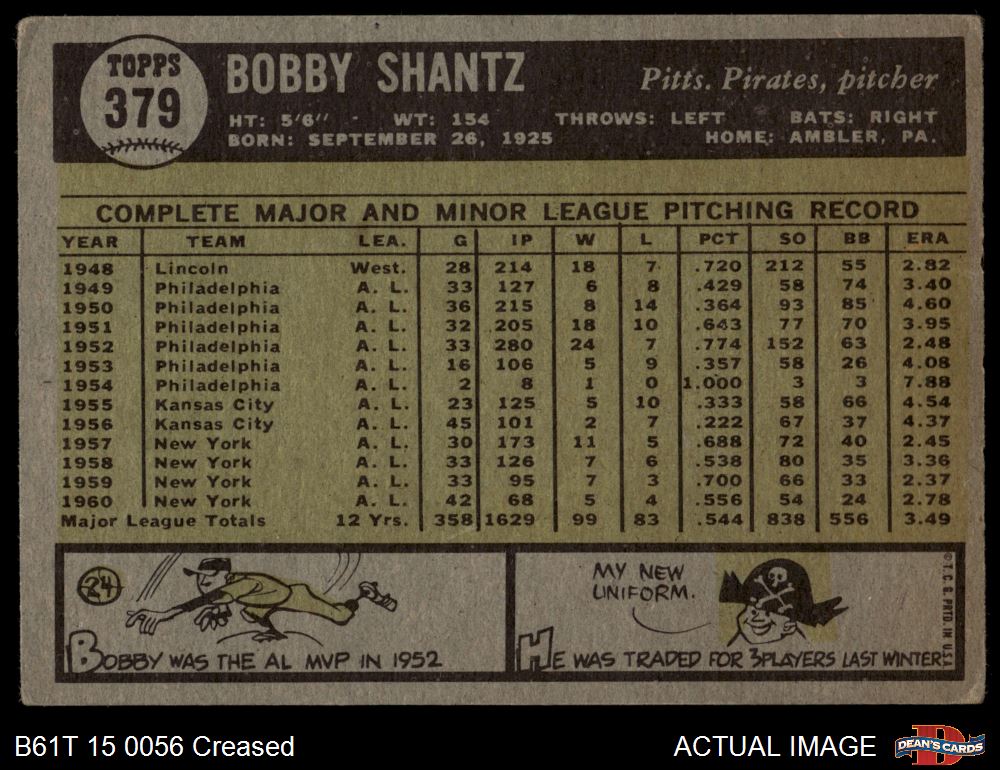 TOPPS
379
BOBBY SHANTZ
Pitts. Pirates, pitcher
HT: 5'6" WT: 154 THROWS: LEFT BATS: RIGHT
BORN: SEPTEMBER 26, 1925 HOME: AMBLER, PA.
COMPLETE MAJOR AND MINOR LEAGUE PITCHING RECORD
YEAR TEAM LEA. G IP W L PCT SO BB ERA
1948 Lincoln West. 28 214 18 7 .720 212 55 2.82
1949 Philadelphia A. L. 33 127 6 8 .429 58 74 3.40
1950 Philadelphia A. L. 36 215 8 14 .364 93 85 4.60
1951 Philadelphia A. L. 32 205 18 10 .643 77 70 3.95
1952 Philadelphia A. L. 33 280 24 7 .774 152 63 2.48
1953 Philadelphia A. L. 16 106 5 9 .357 58 26 4.08
1954 Philadelphia A. L. 2 8 1 0 1.000 3 3 7.88
1955 Kansas City A. L. 23 125 5 10 .333 58 66 4.54
1956 Kansas City A. L. 45 101 2 7 .222 67 37 4.37
1957 New York A. L. 30 173 11 5 .688 72 40 2.45
1958 New York A. L. 33 126 7 6 .538 80 35 3.36
1959 New York A. L. 33 95 7 3 .700 66 33 2.37
1960 New York A. L. 42 68 5 4 .556 54 24 2.78
Major League Totals 12 Yrs. 358 1629 99 83 .544 838 556 3.49
24
BOBBY WAS THE AL MVP IN 1952
MY NEW
UNIFORM.
HE WAS TRADED FOR 3 PLAYERS LAST WINTER.
© T. C. G. PRTD. IN U.S.A.
B61T 15 0056 Creased
ACTUAL IMAGE
D
DEAN'S CARDS